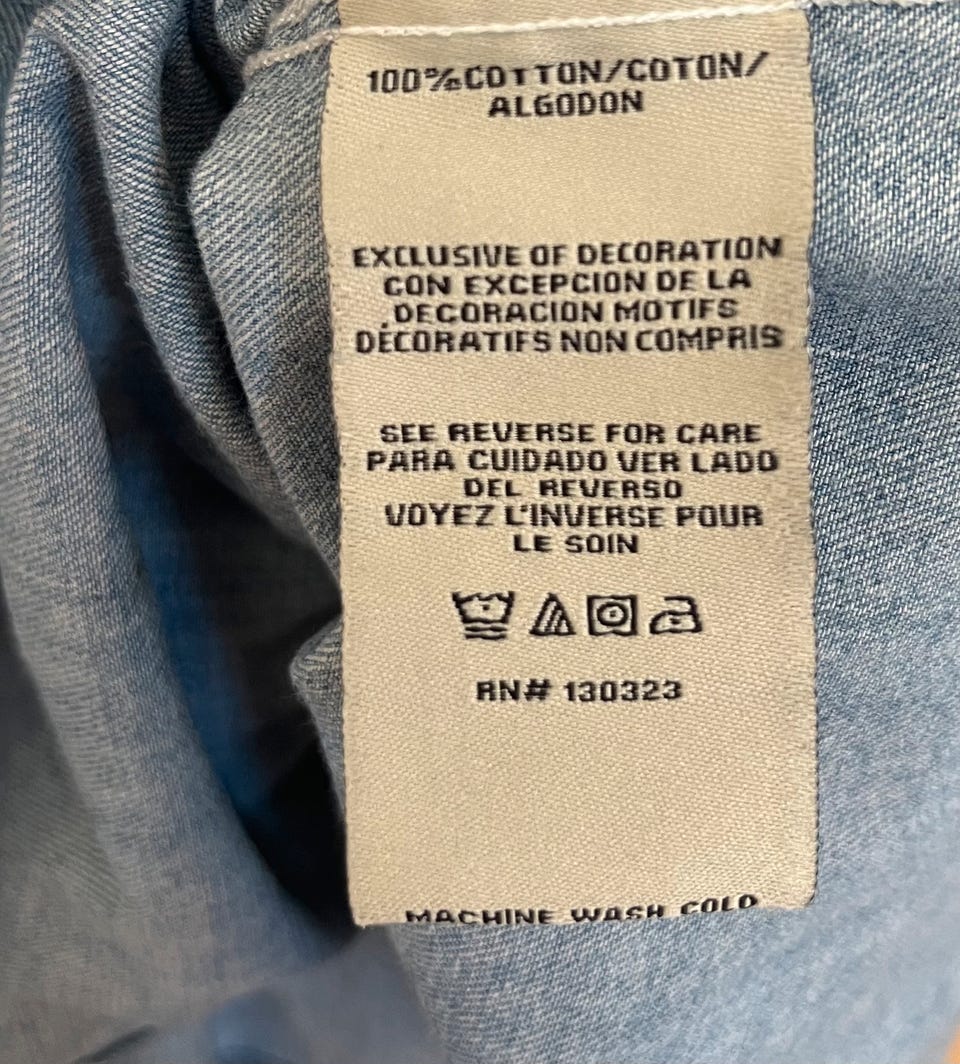 100%COTTON/COTON/
ALGODON
EXCLUSIVE OF DECORATION
CON EXCEPCION DE LA
DECORACION MOTIFS
DÉCORATIFS NON COMPRIS
SEE REVERSE FOR CARE
PARA CUIDADO VER LADO
DEL REVERSO
VOYEZ L'INVERSE POUR
LE SOIN
RN# 130323
MACHINE WASH COLD